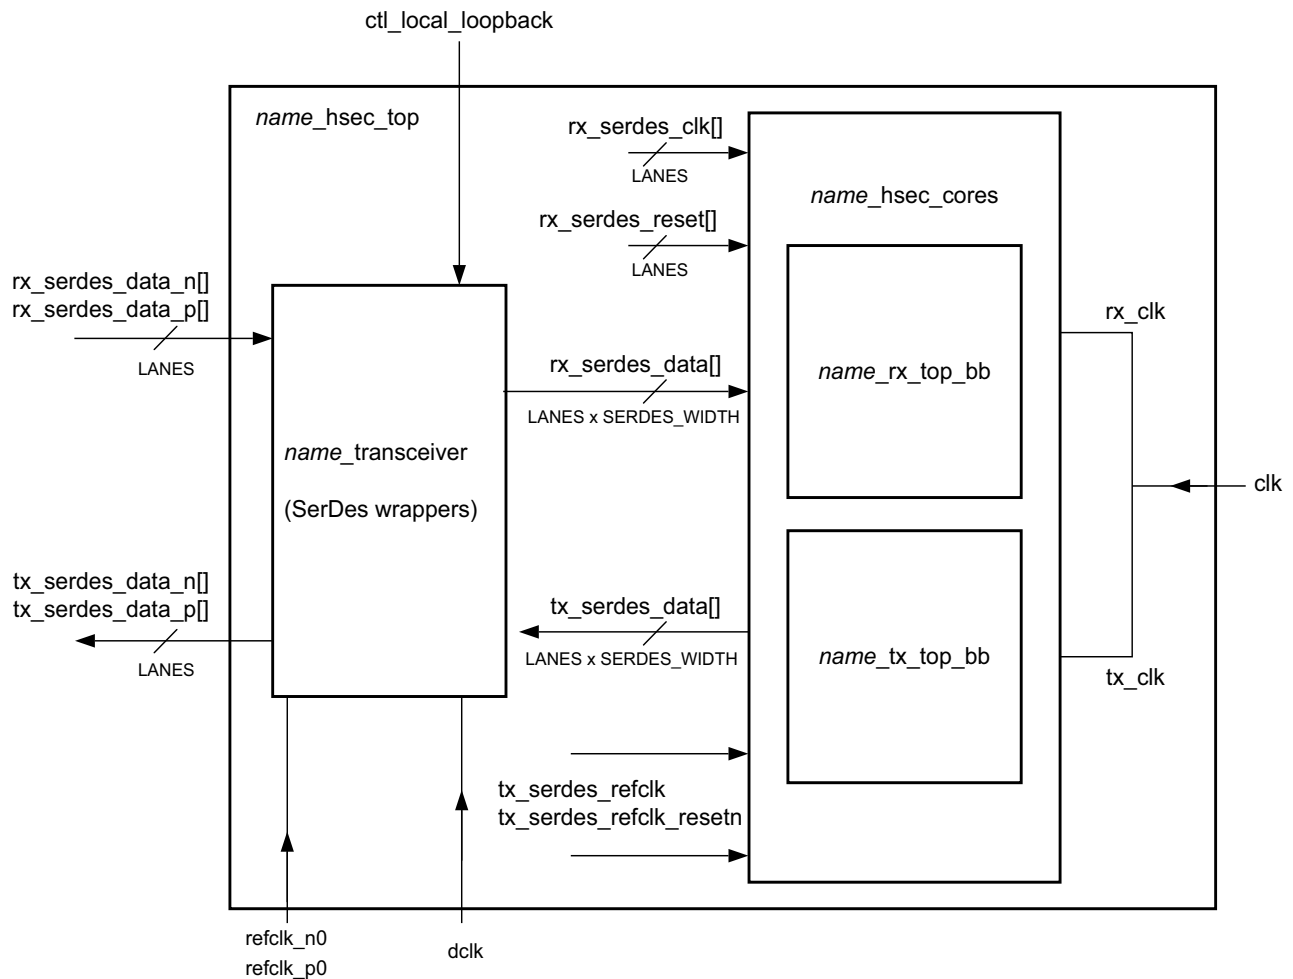 ctl_local_loopback
name_hsec_top
rx_serdes_clk[]
LANES
name_hsec_cores
rx_serdes_reset[]
LANES
rx_serdes_data_n[]
rx_serdes_data_p[]
LANES
rx_clk
rx_serdes_data[]
LANES x SERDES_WIDTH
name_rx_top_bb
name_transceiver
(SerDes wrappers)
clk
tx_serdes_data_n[]
tx_serdes_data_p[]
LANES
tx_serdes_data[]
LANES x SERDES_WIDTH
name_tx_top_bb
tx_clk
tx_serdes_refclk
tx_serdes_refclk_resetn
refclk_n0
refclk_p0
dclk